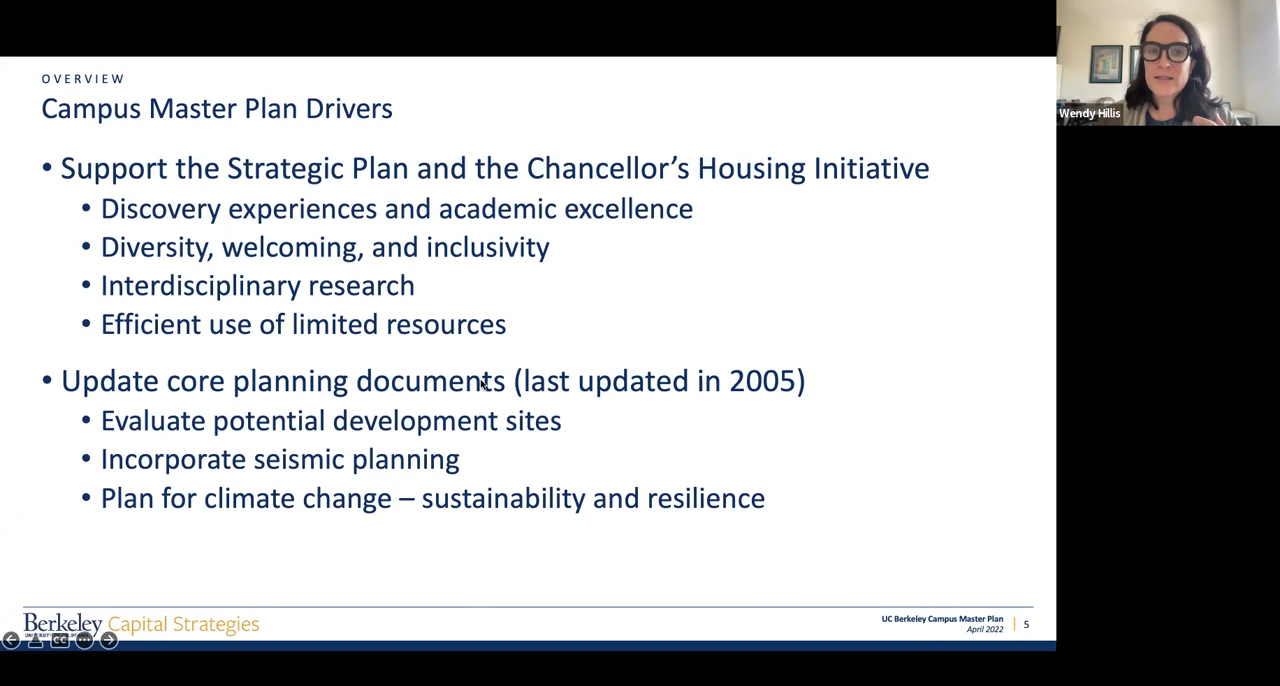 OVERVIEW
Campus Master Plan Drivers
• Support the Strategic Plan and the Chancellor’s Housing Initiative
• Discovery experiences and academic excellence
• Diversity, welcoming, and inclusivity
• Interdisciplinary research
• Efficient use of limited resources
• Update core planning documents (last updated in 2005)
• Evaluate potential development sites
• Incorporate seismic planning
• Plan for climate change – sustainability and resilience
Berkeley Capital Strategies
CC
UC Berkeley Campus Master Plan
April 2022
5
Wendy Hillis